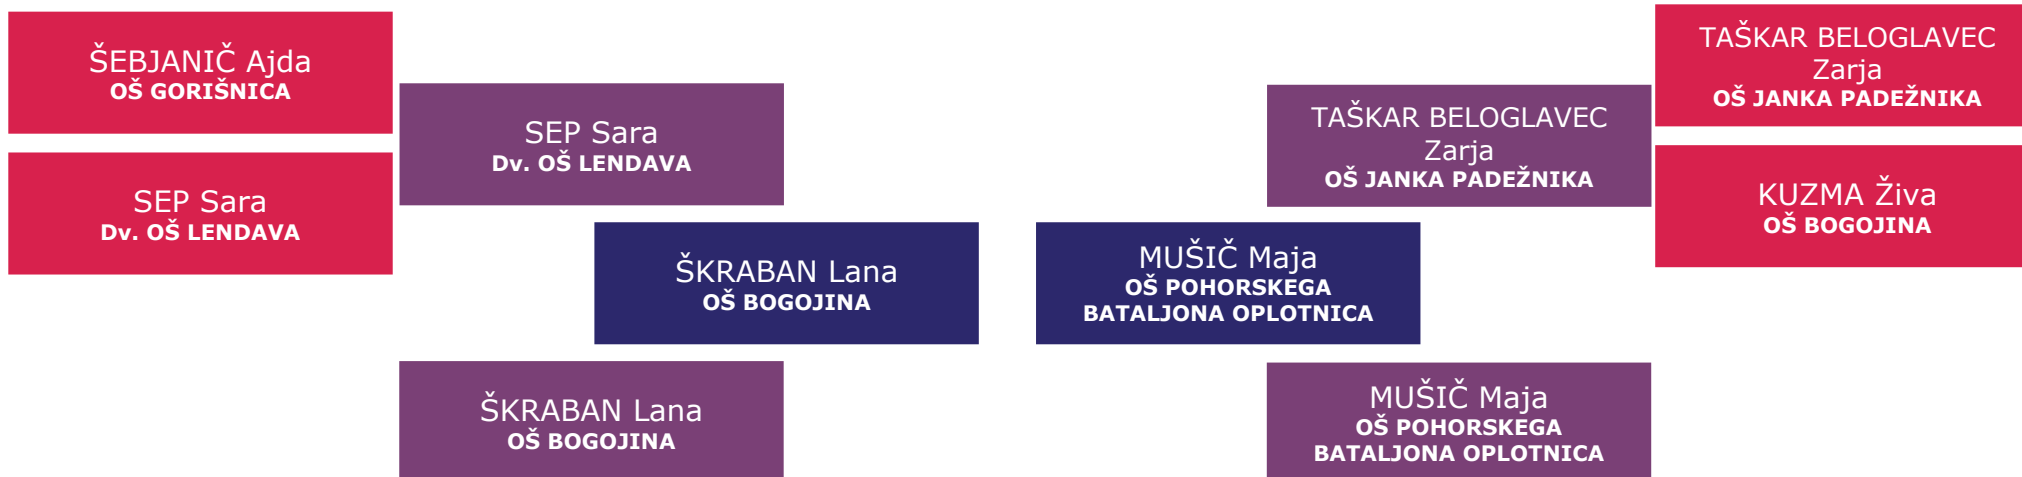 ŠEBJANIČ Ajda
OŠ GORIŠNICA
SEP Sara
Dv. OŠ LENDAVA
SEP Sara
Dv. OŠ LENDAVA
ŠKRABAN Lana
OŠ BOGOJINA
ŠKRABAN Lana
OŠ BOGOJINA
TAŠKAR BELOGLAVEC
Zarja
OŠ JANKA PADEŽNIKA
KUZMA Živa
OŠ BOGOJINA
TAŠKAR BELOGLAVEC
Zarja
OŠ JANKA PADEŽNIKA
MUŠIČ Maja
OŠ POHORSKEGA
BATALJONA OPLOTNICA
MUŠIČ Maja
OŠ POHORSKEGA
BATALJONA OPLOTNICA